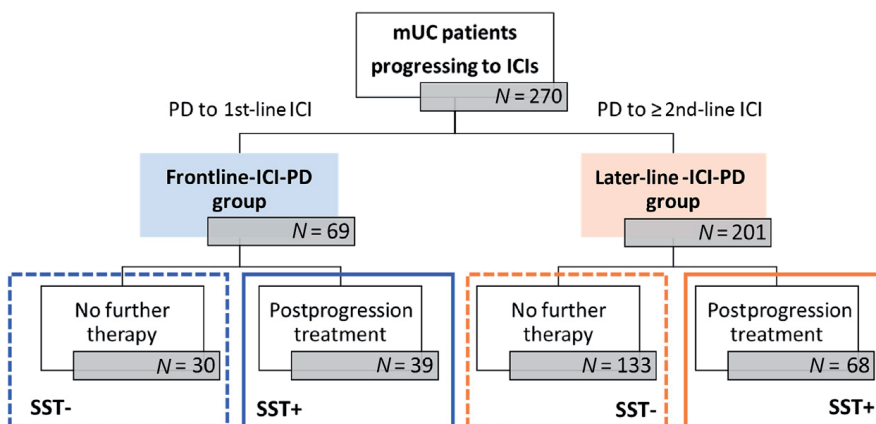 mUC patients
progressing to ICIs
N = 270
PD to 1st-line ICI
PD to ≥ 2nd-line ICI
Frontline-ICI-PD
group
N = 69
Later-line -ICI-PD
group
N = 201
No further
therapy
N = 30
SST-
Postprogression
treatment
N = 39
SST+
No further
therapy
N = 133
SST-
Postprogression
treatment
N = 68
SST+